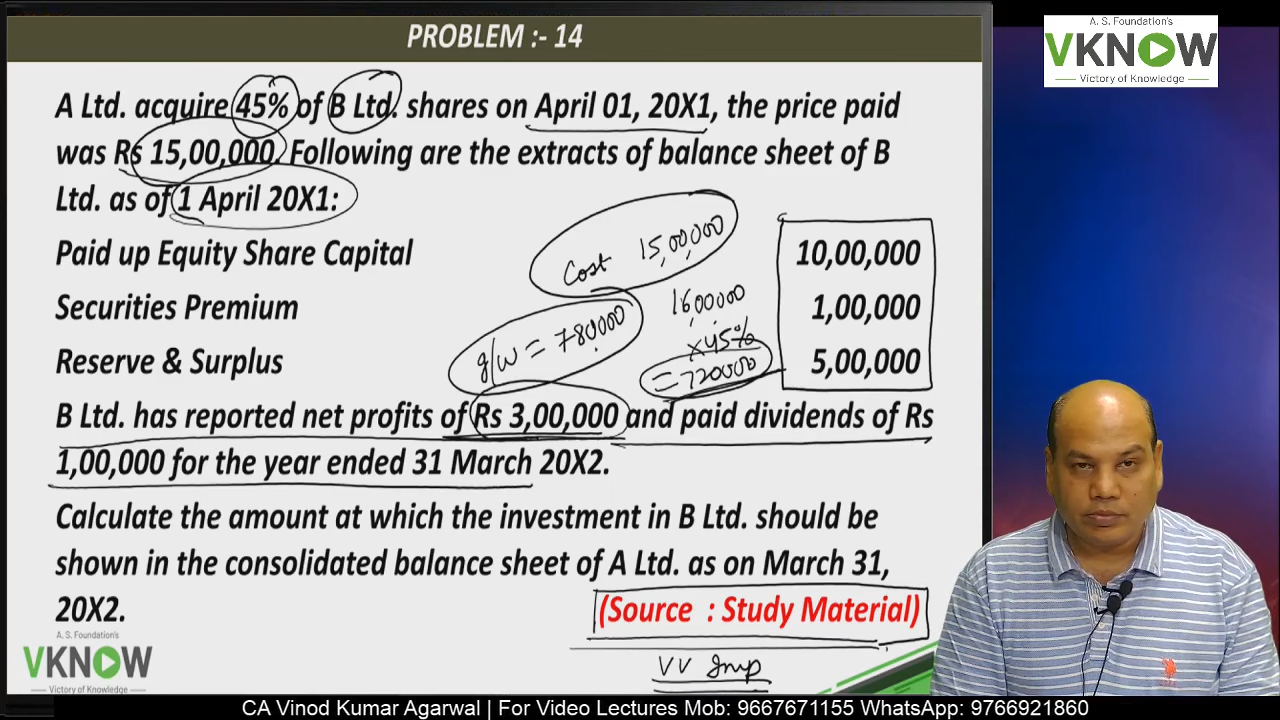 PROBLEM :- 14
A. S. Foundation's
VKNOW
Victory of Knowledge
A Ltd. acquire 45% of B Ltd. shares on April 01, 20X1, the price paid
was Rs 15,00,000. Following are the extracts of balance sheet of B
Ltd. as of 1 April 20X1:
Cost 15,00,000
Paid up Equity Share Capital 10,00,000
Securities Premium 1,00,000
Reserve & Surplus 5,00,000
1600000
x45%
= 720000
g/w = 780000
B Ltd. has reported net profits of Rs 3,00,000 and paid dividends of Rs
1,00,000 for the year ended 31 March 20X2.
Calculate the amount at which the investment in B Ltd. should be
shown in the consolidated balance sheet of A Ltd. as on March 31,
20X2.
(Source : Study Material)
VV Imp
A. S. Foundation's
VKNOW
Victory of Knowledge
CA Vinod Kumar Agarwal | For Video Lectures Mob: 9667671155 WhatsApp: 9766921860